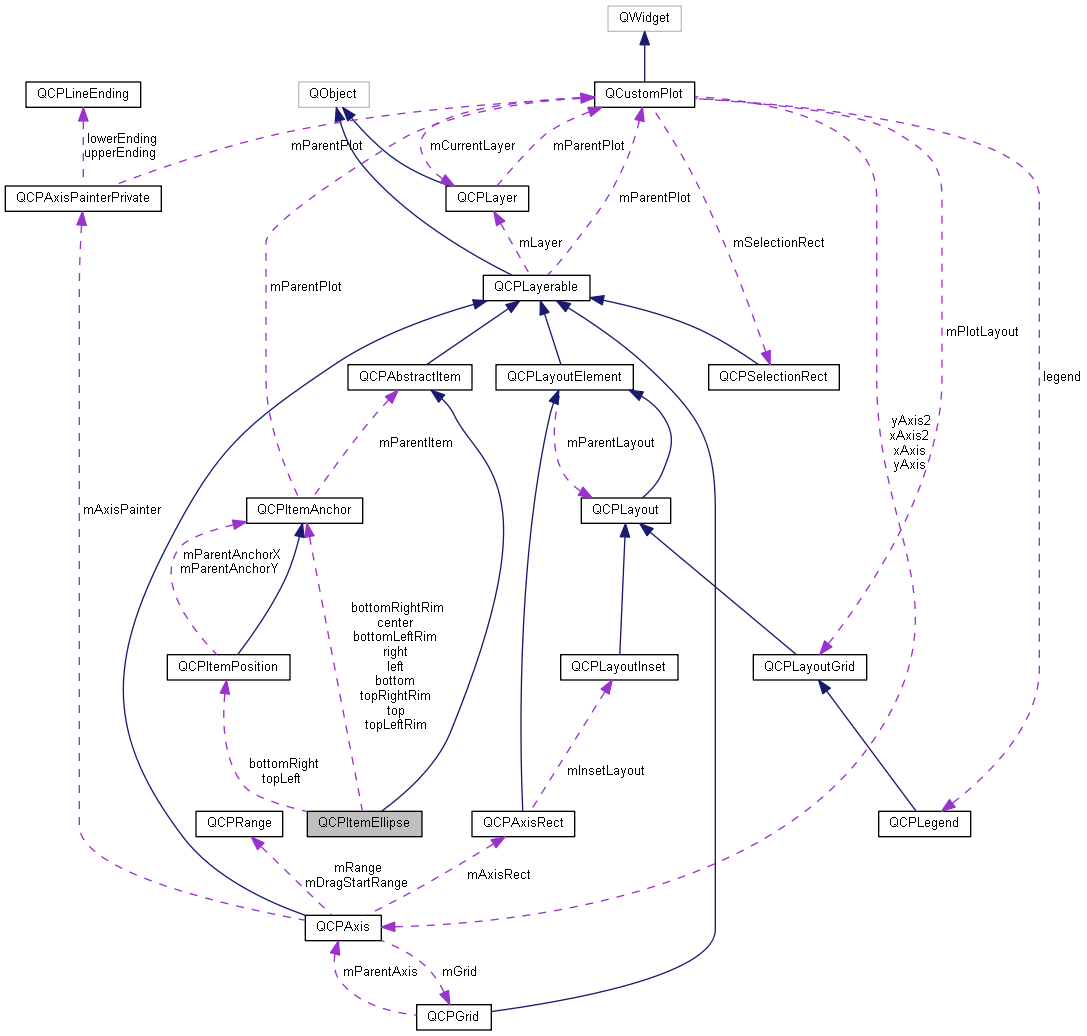 QWidget
QCPLineEnding
QObject
QCustomPlot
lowerEnding
upperEnding
mParentPlot
mCurrentLayer
mParentPlot
QCPAxisPainterPrivate
QCPLayer
mParentPlot
mLayer
mSelectionRect
mParentPlot
QCPLayerable
mPlotLayout
QCPAbstractItem
QCPLayoutElement
QCPSelectionRect
legend
yAxis2
xAxis2
xAxis
yAxis
mParentItem
mParentLayout
mAxisPainter
QCPItemAnchor
QCPLayout
mParentAnchorX
mParentAnchorY
bottomRightRim
center
bottomLeftRim
right
left
bottom
topRightRim
top
topLeftRim
QCPItemPosition
QCPLayoutInset
QCPLayoutGrid
bottomRight
topLeft
mInsetLayout
QCPRange
QCPItemEllipse
QCPAxisRect
QCPLegend
mRange
mDragStartRange
mAxisRect
QCPAxis
mParentAxis
mGrid
QCPGrid